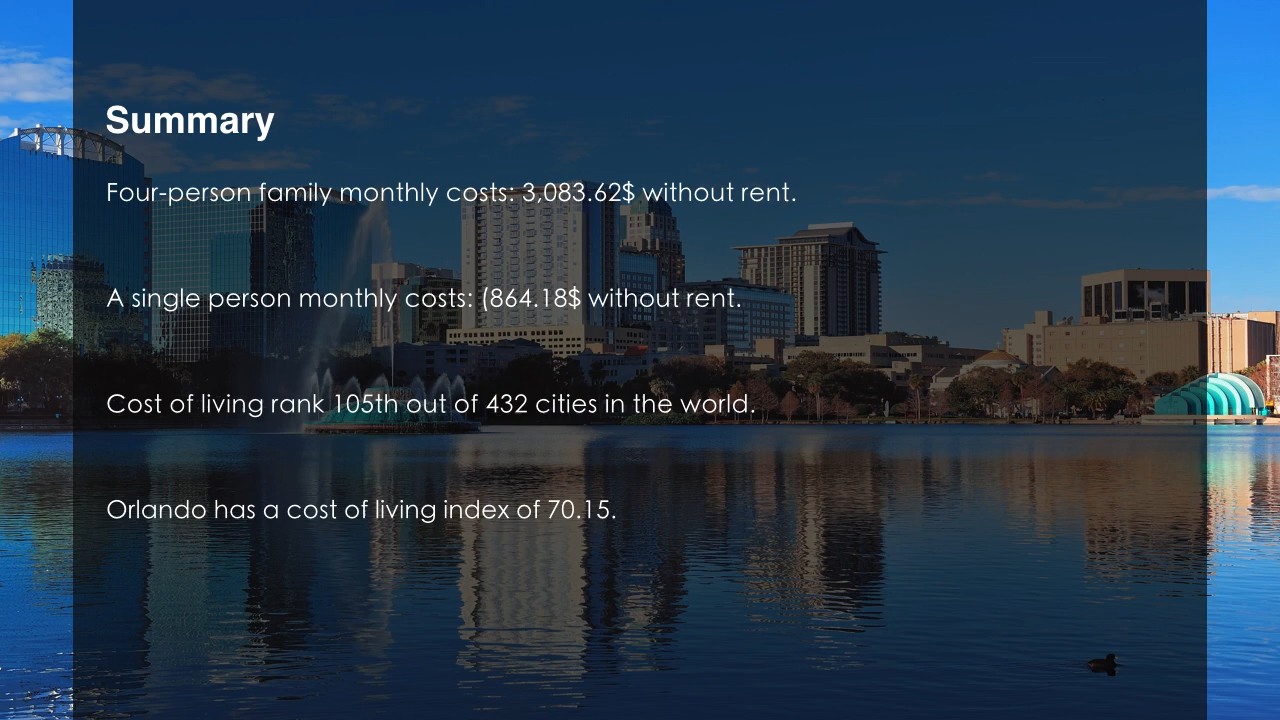 Summary
Four-person family monthly costs: 3,083.62$ without rent.
A single person monthly costs: (864.18$ without rent.
Cost of living rank 105th out of 432 cities in the world.
Orlando has a cost of living index of 70.15.